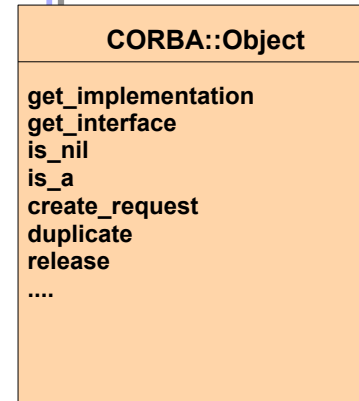 CORBA::Object
get_implementation
get_interface
is_nil
is_a
create_request
duplicate
release
....